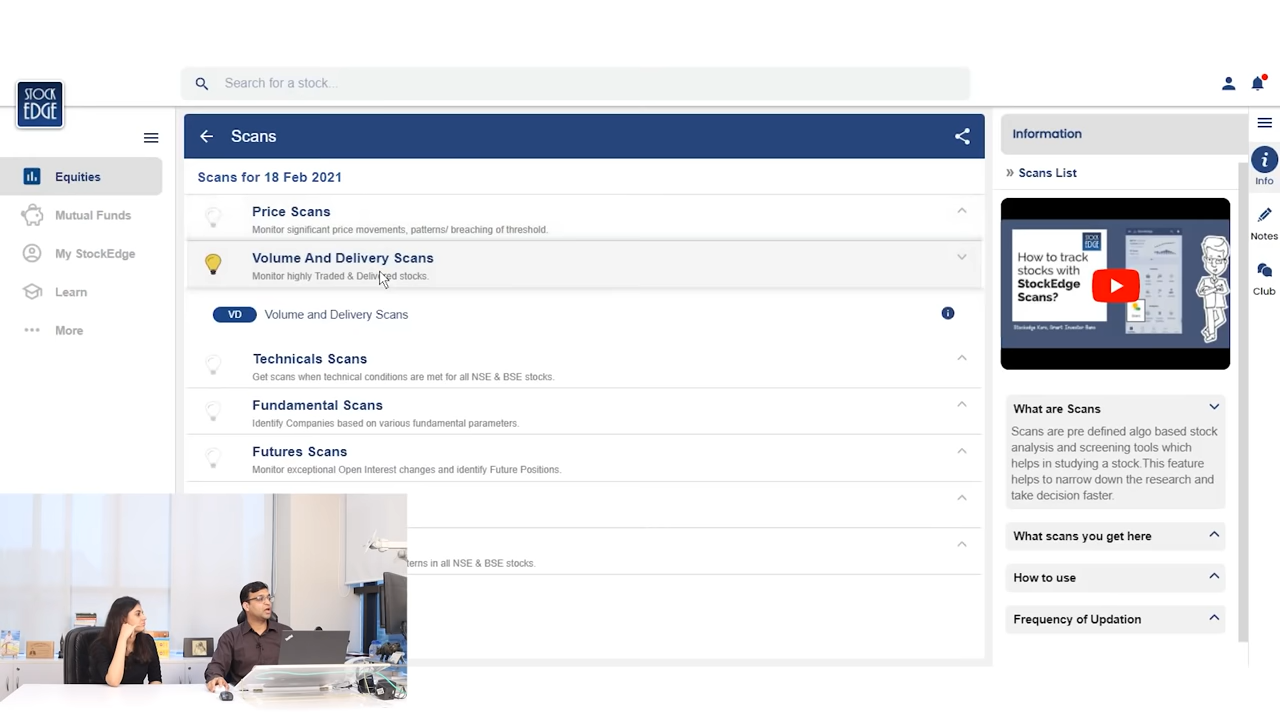 STOCK
EDGE
Search for a stock...
Equities
Mutual Funds
My StockEdge
Learn
More
Scans
Scans for 18 Feb 2021
Price Scans
Monitor significant price movements, patterns/ breaching of threshold.
Volume And Delivery Scans
Monitor highly Traded & Delivered stocks.
VD Volume and Delivery Scans
Technicals Scans
Get scans when technical conditions are met for all NSE & BSE stocks.
Fundamental Scans
Identify Companies based on various fundamental parameters.
Futures Scans
Monitor exceptional Open Interest changes and identify Future Positions.
terns in all NSE & BSE stocks.
Information
» Scans List
STOCK
EDGE
How to track
stocks with
StockEdge
Scans?
What are Scans
Scans are pre defined algo based stock
analysis and screening tools which
helps in studying a stock.This feature
helps to narrow down the research and
take decision faster.
What scans you get here
How to use
Frequency of Updation
Info
Notes
Club